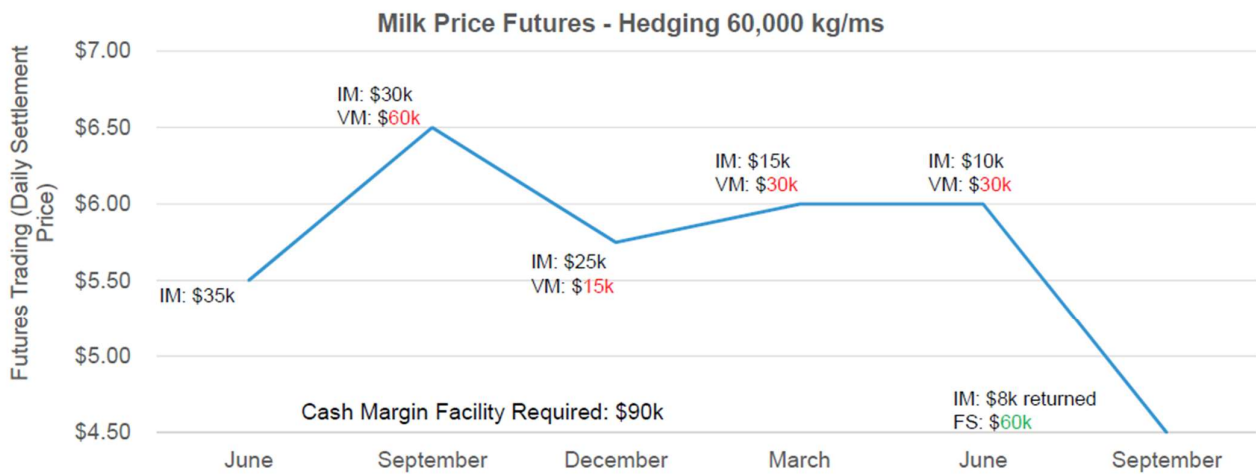 Milk Price Futures - Hedging 60,000 kg/ms
Futures Trading (Daily Settlement
Price)
$7.00
$6.50
$6.00
$5.50
$5.00
$4.50
IM: $35k
IM: $30k
VM: $60k
IM: $25k
VM: $15k
IM: $15k
VM: $30k
IM: $10k
VM: $30k
IM: $8k returned
FS: $60k
Cash Margin Facility Required: $90k
June
September
December
March
June
September